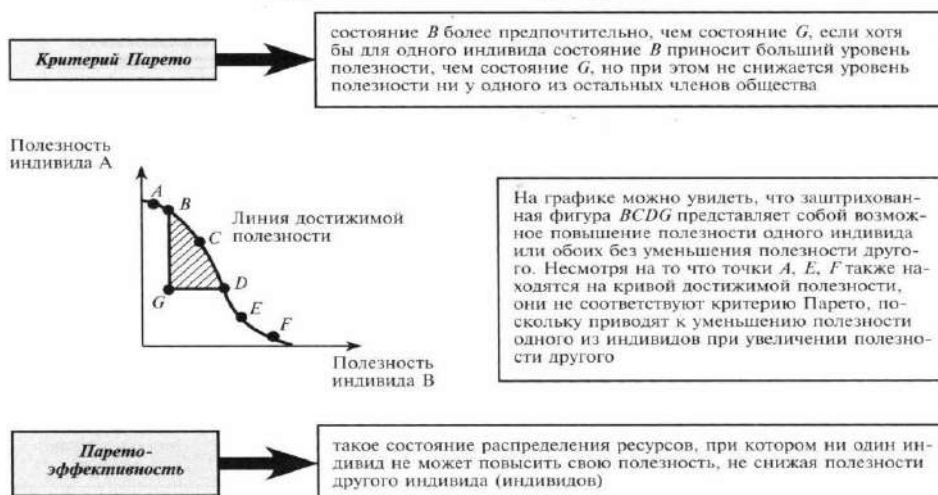 Критерий Парето
состояние B более предпочтительно, чем состояние G, если хотя
бы для одного индивида состояние B приносит больший уровень
полезности, чем состояние G, но при этом не снижается уровень
полезности ни у одного из остальных членов общества
Полезность
индивида А
A
B
Линия достижимой
полезности
C
G
D
E
F
Полезность
индивида В
На графике можно увидеть, что заштрихован-
ная фигура BCDG представляет собой возмож-
ное повышение полезности одного индивида
или обоих без уменьшения полезности друго-
го. Несмотря на то что точки A, E, F также на-
ходятся на кривой достижимой полезности,
они не соответствуют критерию Парето, по-
скольку приводят к уменьшению полезности
одного из индивидов при увеличении полезно-
сти другого
Парето-
эффективность
такое состояние распределения ресурсов, при котором ни один ин-
дивид не может повысить свою полезность, не снижая полезности
другого индивида (индивидов)